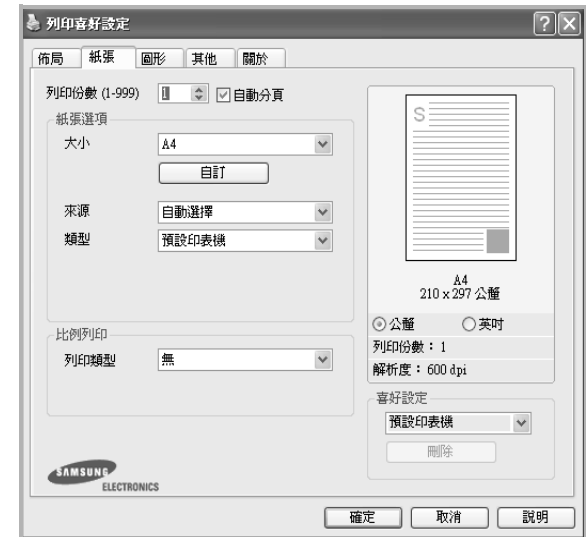 列印喜好設定
佈局 紙張 圖形 其他 關於
列印份數 (1-999) 1 自動分頁
紙張選項
大小 A4
自訂
來源 自動選擇
類型 預設印表機
比例列印
列印類型 無
SAMSUNG
ELECTRONICS
S
A4
210 x 297 公釐
公釐 英吋
列印份數：1
解析度：600 dpi
喜好設定
預設印表機
刪除
確定 取消 說明